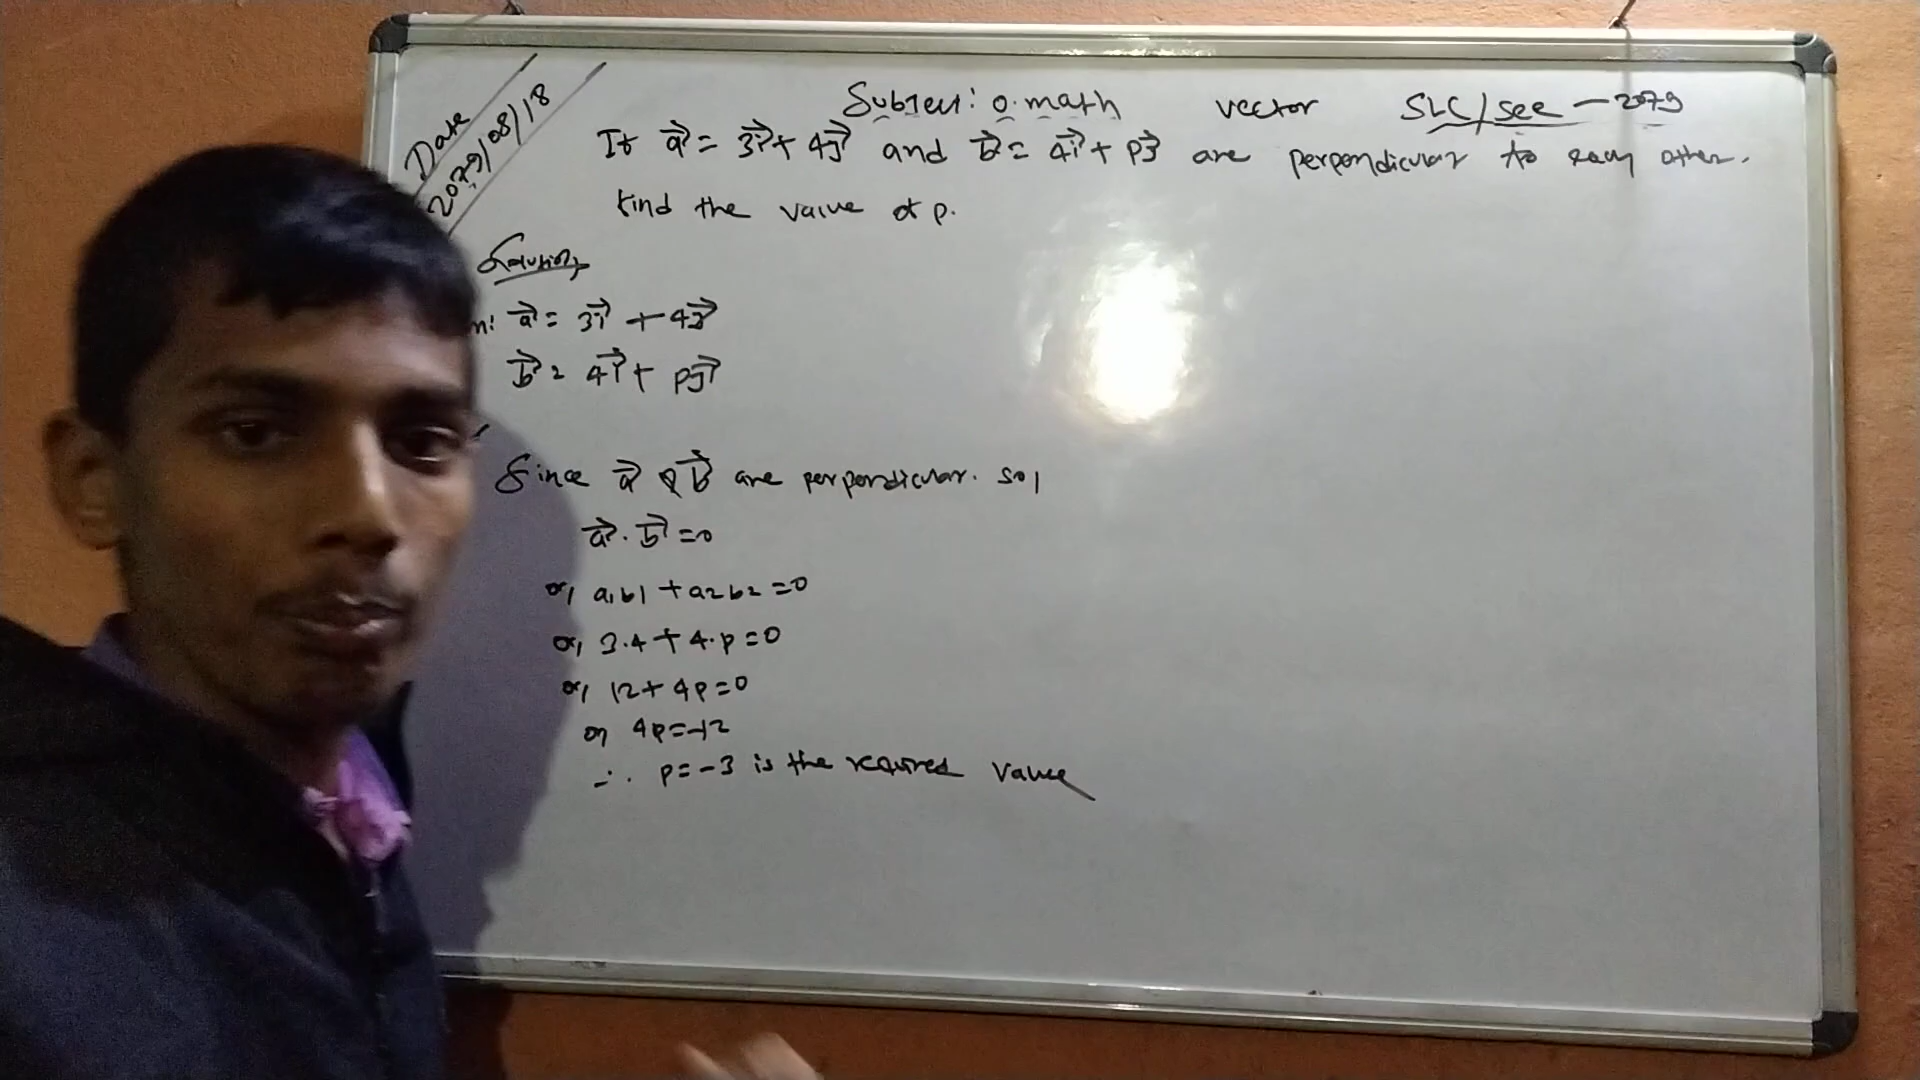 Date
2079/08/18
Subject: O.math vector SLC/see - 2079
If a⃗ = 3i⃗ + 4j⃗ and b⃗ = 4i⃗ + pj⃗ are perpendicular to each other.
find the value of p.
Solution,
n: a⃗ = 3i⃗ + 4j⃗
b⃗ = 4i⃗ + pj⃗
Since a⃗ & b⃗ are perpendicular. so,
a⃗ . b⃗ = 0
or, a1b1 + a2b2 = 0
or, 3.4 + 4.p = 0
or, 12 + 4p = 0
or 4p = -12
∴ p = -3 is the required value